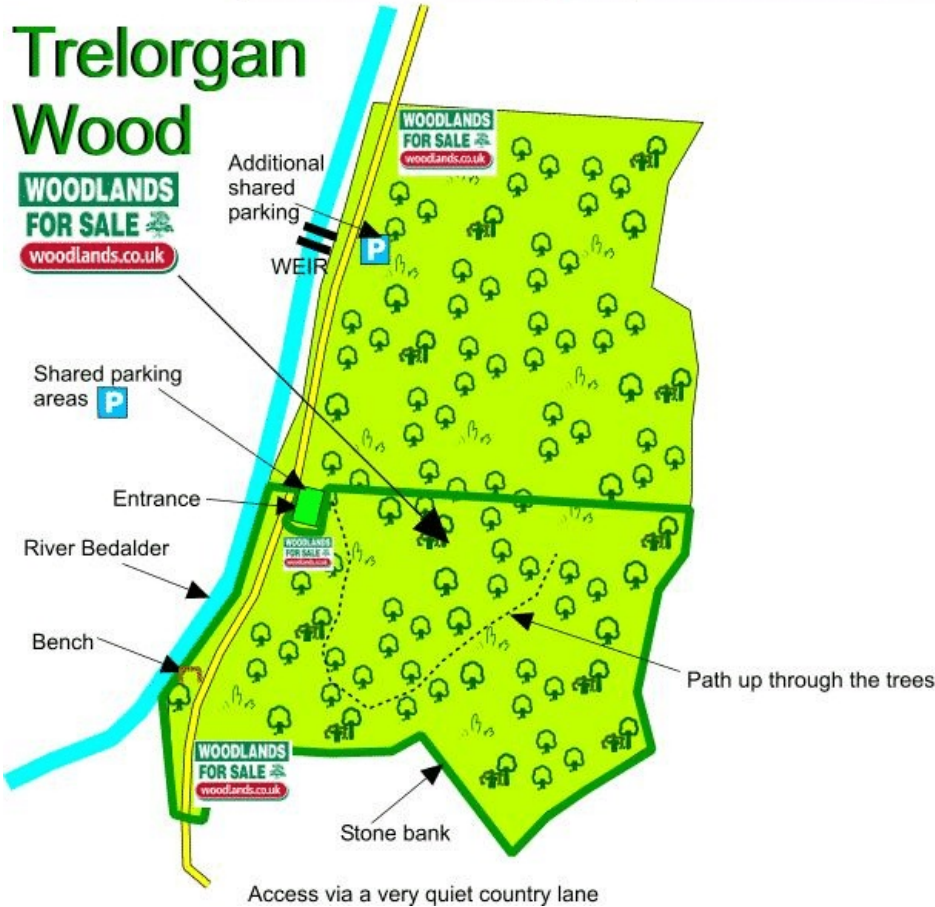 Trelorgan
Wood
WOODLANDS
FOR SALE
woodlands.co.uk
WOODLANDS
FOR SALE
woodlands.co.uk
Additional
shared
parking
P
WEIR
Shared parking
areas P
Entrance
WOODLANDS
FOR SALE
woodlands.co.uk
River Bedalder
Bench
Path up through the trees
WOODLANDS
FOR SALE
woodlands.co.uk
Stone bank
Access via a very quiet country lane